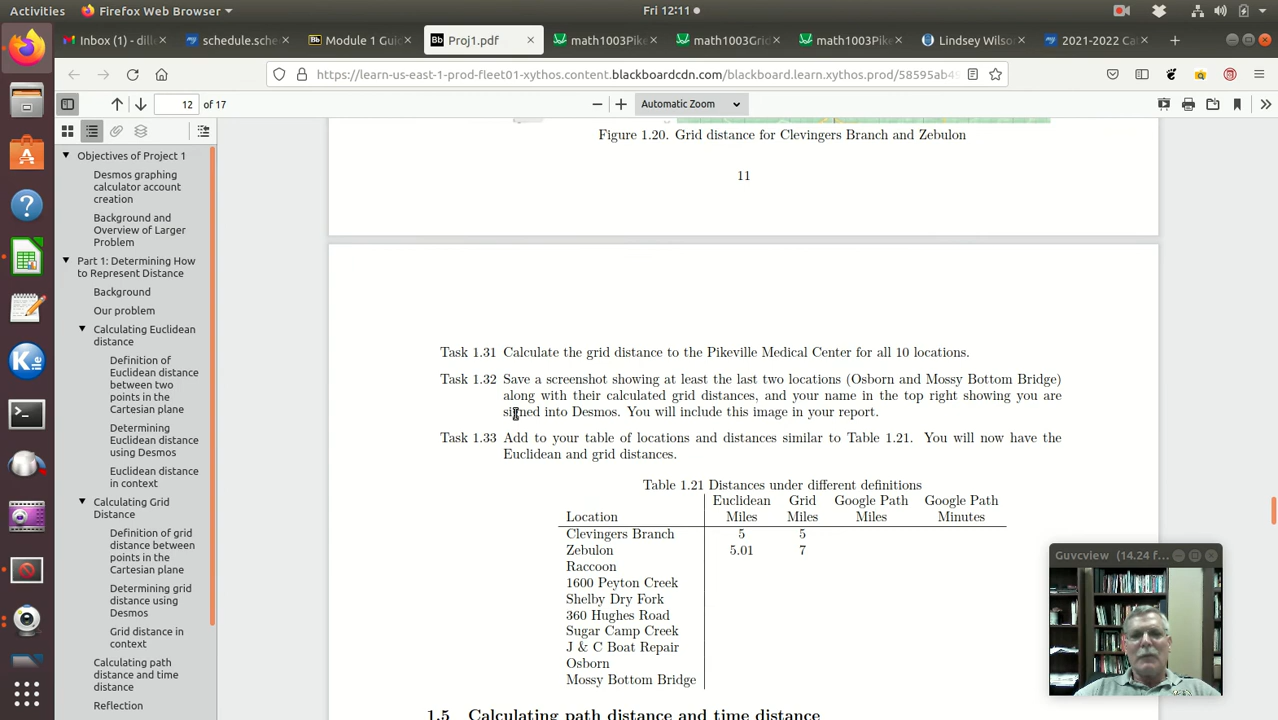 Activities
Firefox Web Browser
Fri 12:11
Inbox (1) - dille
schedule.sche
Module 1 Gui
Proj1.pdf
math1003Pike
math1003Grid
math1003Pike
Lindsey Wilson
2021-2022 Cat
https://learn-us-east-1-prod-fleet01-xythos.content.blackboardcdn.com/blackboard.learn.xythos.prod/58595ab49
12 of 17
Automatic Zoom
Objectives of Project 1
Desmos graphing
calculator account
creation
Background and
Overview of Larger
Problem
Part 1: Determining How
to Represent Distance
Background
Our problem
Calculating Euclidean
distance
Definition of
Euclidean distance
between two
points in the
Cartesian plane
Determining
Euclidean distance
using Desmos
Euclidean distance
in context
Calculating Grid
Distance
Definition of grid
distance between
points in the
Cartesian plane
Determining grid
distance using
Desmos
Grid distance in
context
Calculating path
distance and time
distance
Reflection
Figure 1.20. Grid distance for Clevingers Branch and Zebulon
11
Task 1.31 Calculate the grid distance to the Pikeville Medical Center for all 10 locations.
Task 1.32 Save a screenshot showing at least the last two locations (Osborn and Mossy Bottom Bridge)
along with their calculated grid distances, and your name in the top right showing you are
signed into Desmos. You will include this image in your report.
Task 1.33 Add to your table of locations and distances similar to Table 1.21. You will now have the
Euclidean and grid distances.
Table 1.21 Distances under different definitions
Euclidean Grid Google Path Google Path
Location Miles Miles Miles Minutes
Clevingers Branch 5 5
Zebulon 5.01 7
Raccoon
1600 Peyton Creek
Shelby Dry Fork
360 Hughes Road
Sugar Camp Creek
J & C Boat Repair
Osborn
Mossy Bottom Bridge
1.5 Calculating path distance and time distance
Guvcview (14.24 f...